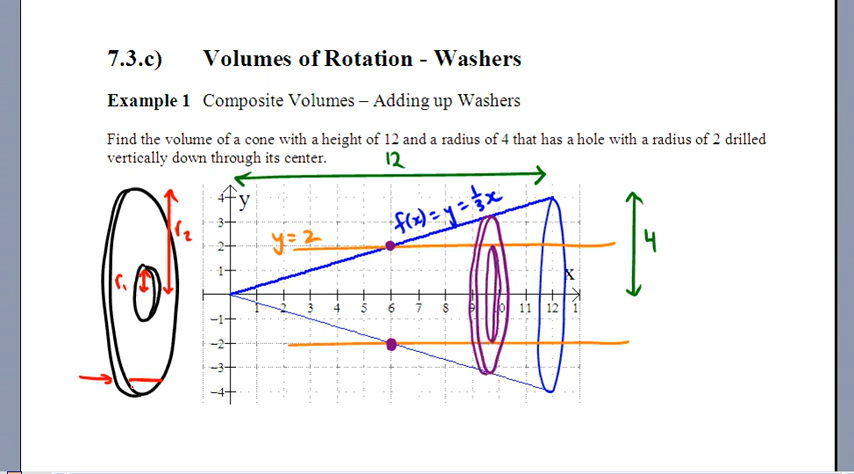 7.3.c) Volumes of Rotation - Washers
Example 1 Composite Volumes – Adding up Washers
Find the volume of a cone with a height of 12 and a radius of 4 that has a hole with a radius of 2 drilled
vertically down through its center.
12
4 y
f(x) = y = 1/3 x
3
r2
y = 2
2
4
1
r1
x
1 2 3 4 5 6 7 8 9 0 11 12 1
-1
-2
-3
-4